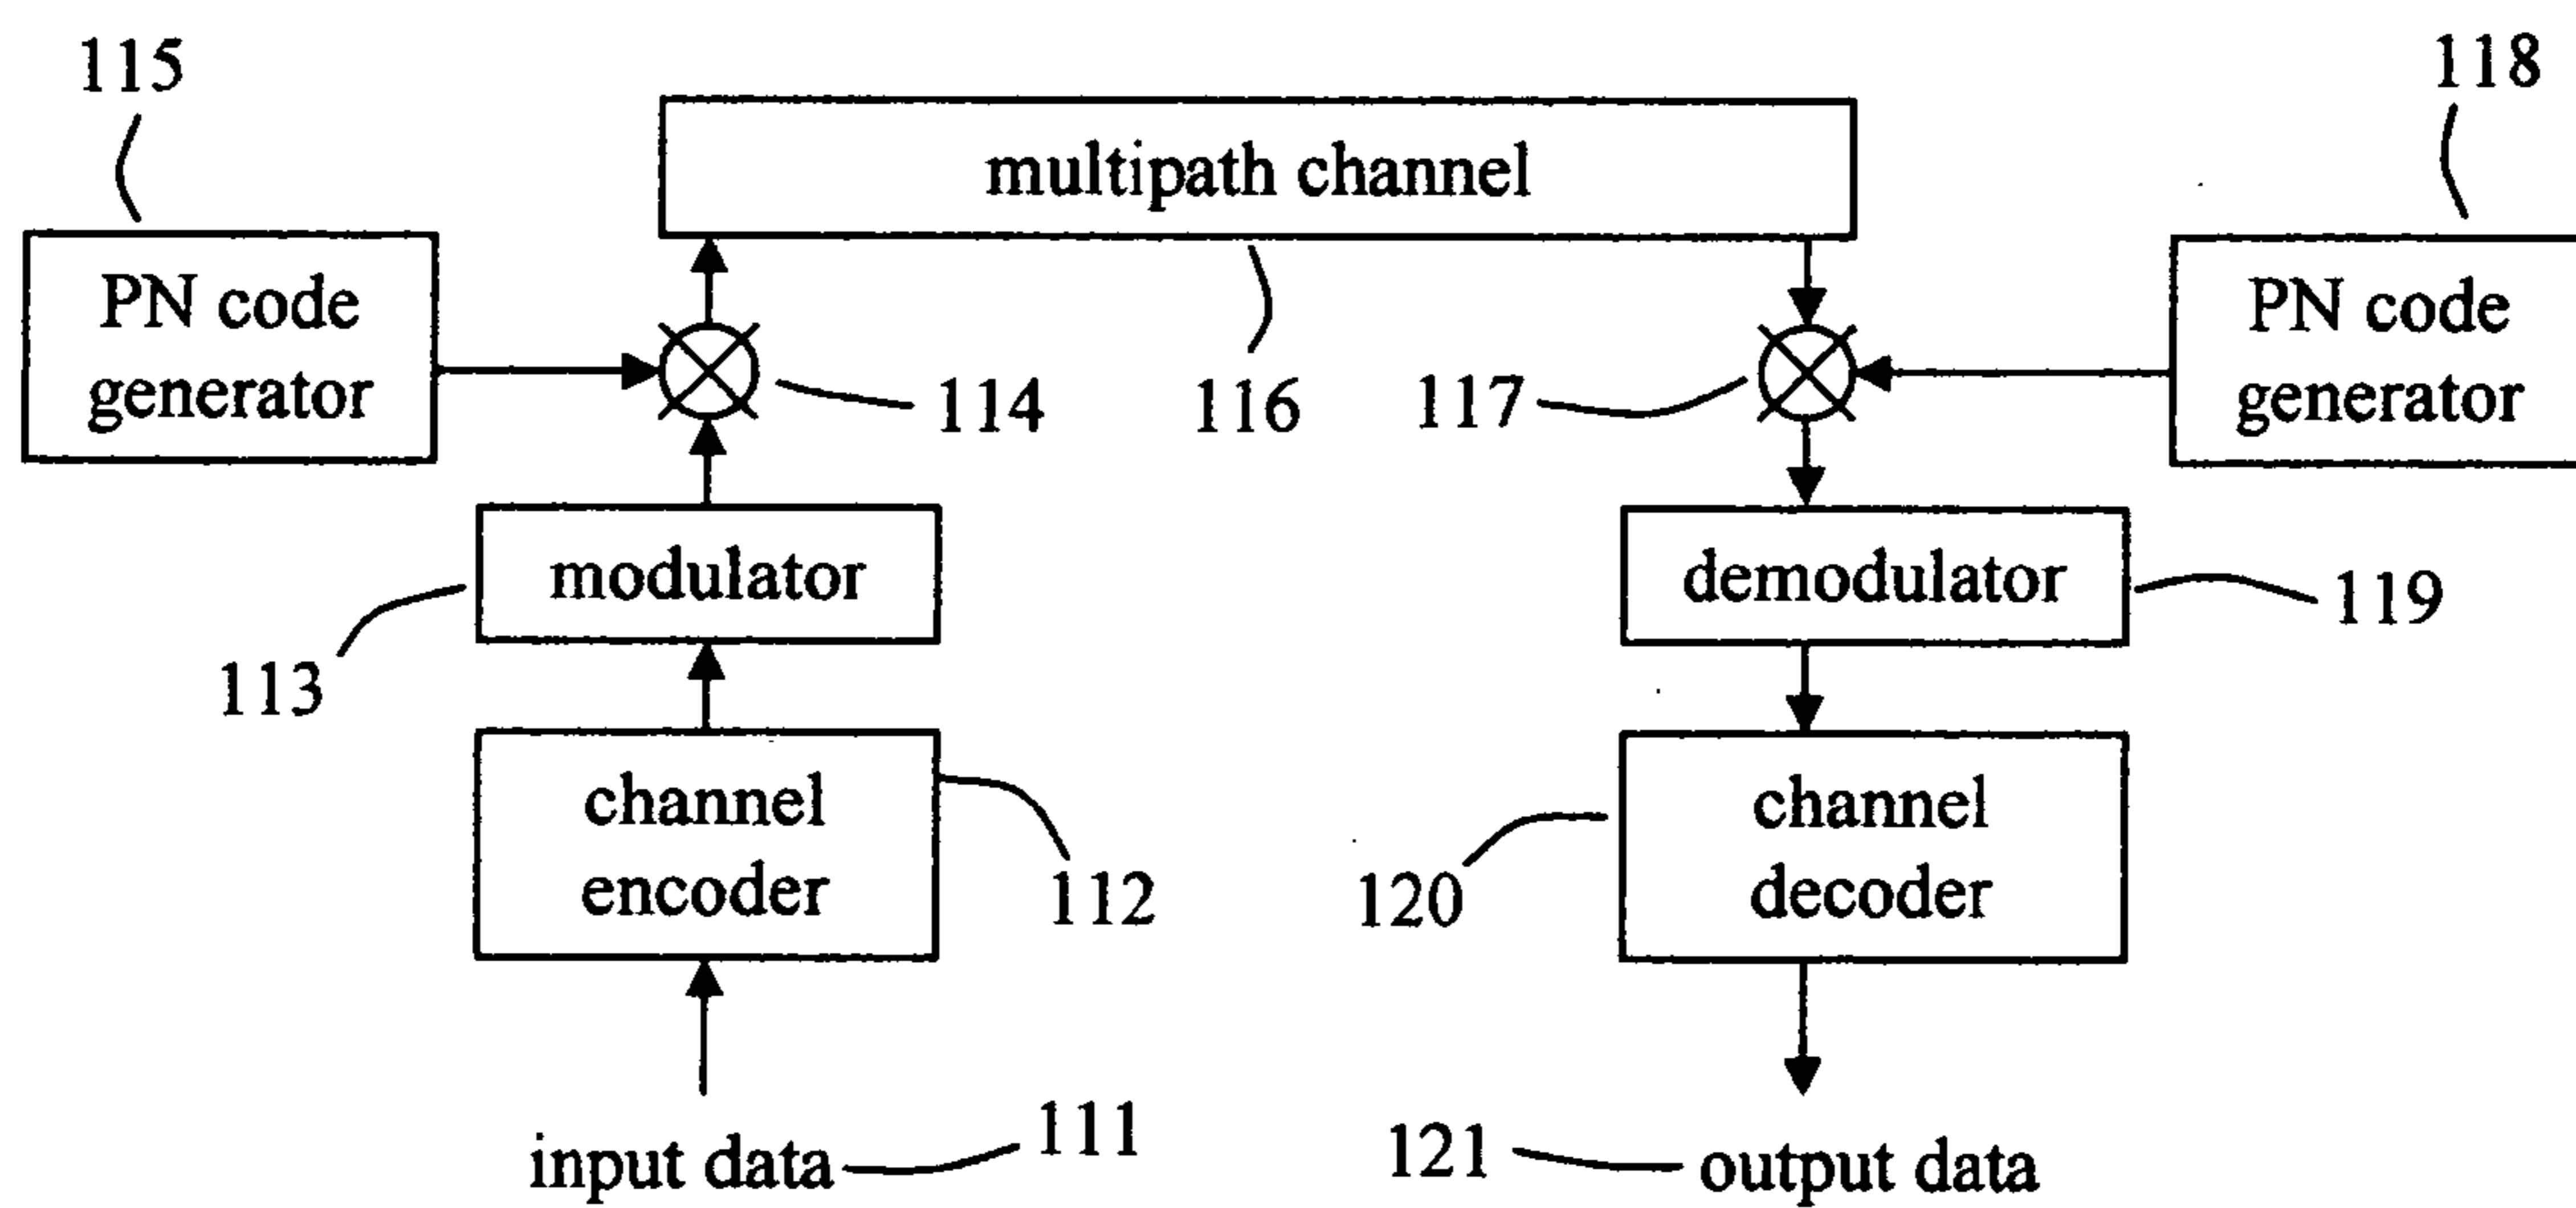 115
118
multipath channel
PN code
generator
PN code
generator
114
116
117
modulator
demodulator
113
119
channel
encoder
112
120
channel
decoder
111
121
input data
output data